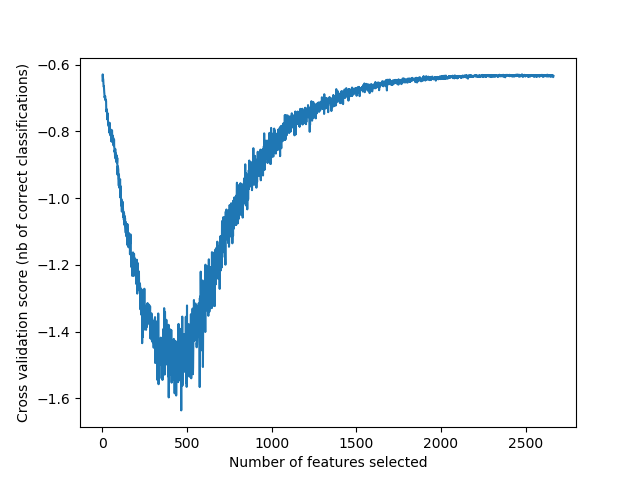 −0.6
−0.8
−1.0
−1.2
−1.4
−1.6
Cross validation score (nb of correct classifications)
0 500 1000 1500 2000 2500
Number of features selected